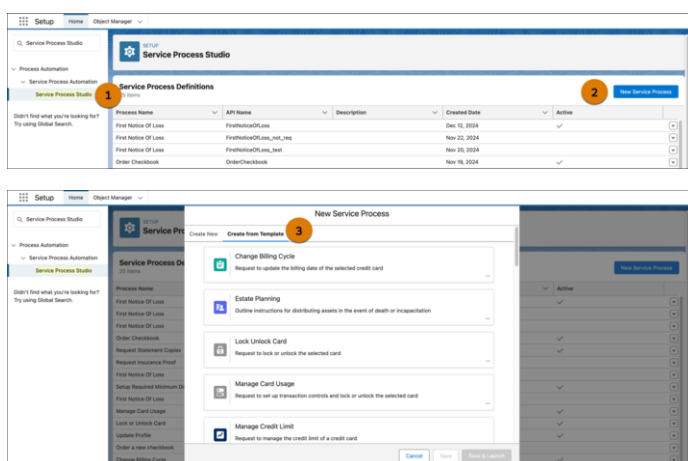 Setup Home Object Manager
Service Process Studio
SETUP
Service Process Studio
Process Automation
Service Process Automation
Service Process Studio
Didn't find what you're looking for?
Try using Global Search.
1
Service Process Definitions
items
2
New Service Process
Process Name API Name Description Created Date Active
First Notice Of Loss FirstNoticeOfLoss Dec 12, 2024
First Notice Of Loss FirstNoticeOfLoss_not_req Nov 22, 2024
First Notice Of Loss FirstNoticeOfLoss_test Nov 20, 2024
Order Checkbook OrderCheckbook Nov 19, 2024
Setup Home Object Manager
Service Process Studio
SETUP
Service Pro
Process Automation
Service Process Automation
Service Process Studio
Didn't find what you're looking for?
Try using Global Search.
Service Process De
New Service Process
Process Name
Active
First Notice Of Loss
First Notice Of Loss
First Notice Of Loss
Order Checkbook
Request Statement Copies
Request Insurance Proof
First Notice Of Loss
Setup Required Minimum Di
First Notice Of Loss
Manage Card Usage
Lock or Unlock Card
Update Profile
Order a new checkbook
Change Billing Cycle
New Service Process
Create New Create from Template
3
Change Billing Cycle
Request to update the billing date of the selected credit card
Estate Planning
Outline instructions for distributing assets in the event of death or incapacitation
Lock Unlock Card
Request to lock or unlock the selected card
Manage Card Usage
Request to set up transaction controls and lock or unlock the selected card
Manage Credit Limit
Request to manage the credit limit of a credit card
Cancel Save Save & Launch